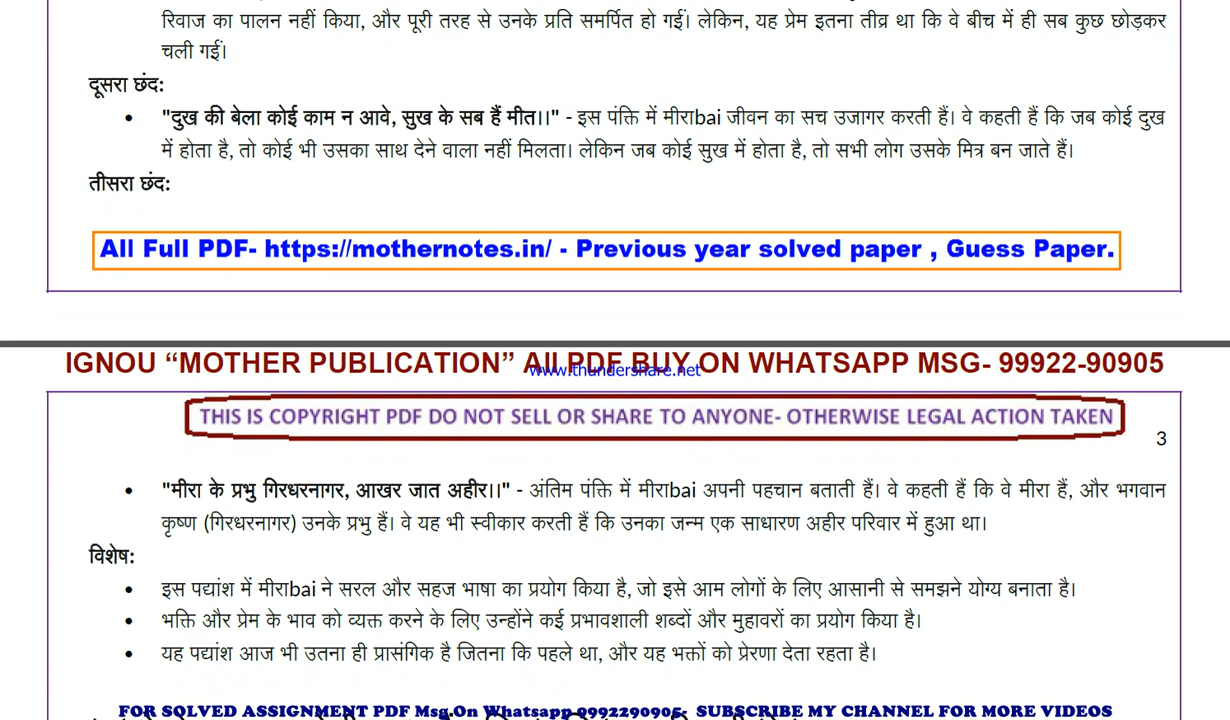 रिवाज का पालन नहीं किया, और पूरी तरह से उनके प्रति समर्पित हो गईं। लेकिन, यह प्रेम इतना तीव्र था कि वे बीच में ही सब कुछ छोड़कर
चली गईं।
दूसरा छंद:
• "दुख की बेला कोई काम न आवे, सुख के सब हैं मीत।।" - इस पंक्ति में मीराbai जीवन का सच उजागर करती हैं। वे कहती हैं कि जब कोई दुख
में होता है, तो कोई भी उसका साथ देने वाला नहीं मिलता। लेकिन जब कोई सुख में होता है, तो सभी लोग उसके मित्र बन जाते हैं।
तीसरा छंद:
All Full PDF- https://mothernotes.in/ - Previous year solved paper , Guess Paper.
IGNOU “MOTHER PUBLICATION” All PDF BUY ON WHATSAPP MSG- 99922-90905
www.thundershare.net
THIS IS COPYRIGHT PDF DO NOT SELL OR SHARE TO ANYONE- OTHERWISE LEGAL ACTION TAKEN
3
• "मीरा के प्रभु गिरधरनागर, आखर जात अहीर।।" - अंतिम पंक्ति में मीराbai अपनी पहचान बताती हैं। वे कहती हैं कि वे मीरा हैं, और भगवान
कृष्ण (गिरधरनागर) उनके प्रभु हैं। वे यह भी स्वीकार करती हैं कि उनका जन्म एक साधारण अहीर परिवार में हुआ था।
विशेष:
• इस पद्यांश में मीराbai ने सरल और सहज भाषा का प्रयोग किया है, जो इसे आम लोगों के लिए आसानी से समझने योग्य बनाता है।
• भक्ति और प्रेम के भाव को व्यक्त करने के लिए उन्होंने कई प्रभावशाली शब्दों और मुहावरों का प्रयोग किया है।
• यह पद्यांश आज भी उतना ही प्रासंगिक है जितना कि पहले था, और यह भक्तों को प्रेरणा देता रहता है।
FOR SOLVED ASSIGNMENT PDF Msg.On Whatsapp 9992290905- SUBSCRIBE MY CHANNEL FOR MORE VIDEOS